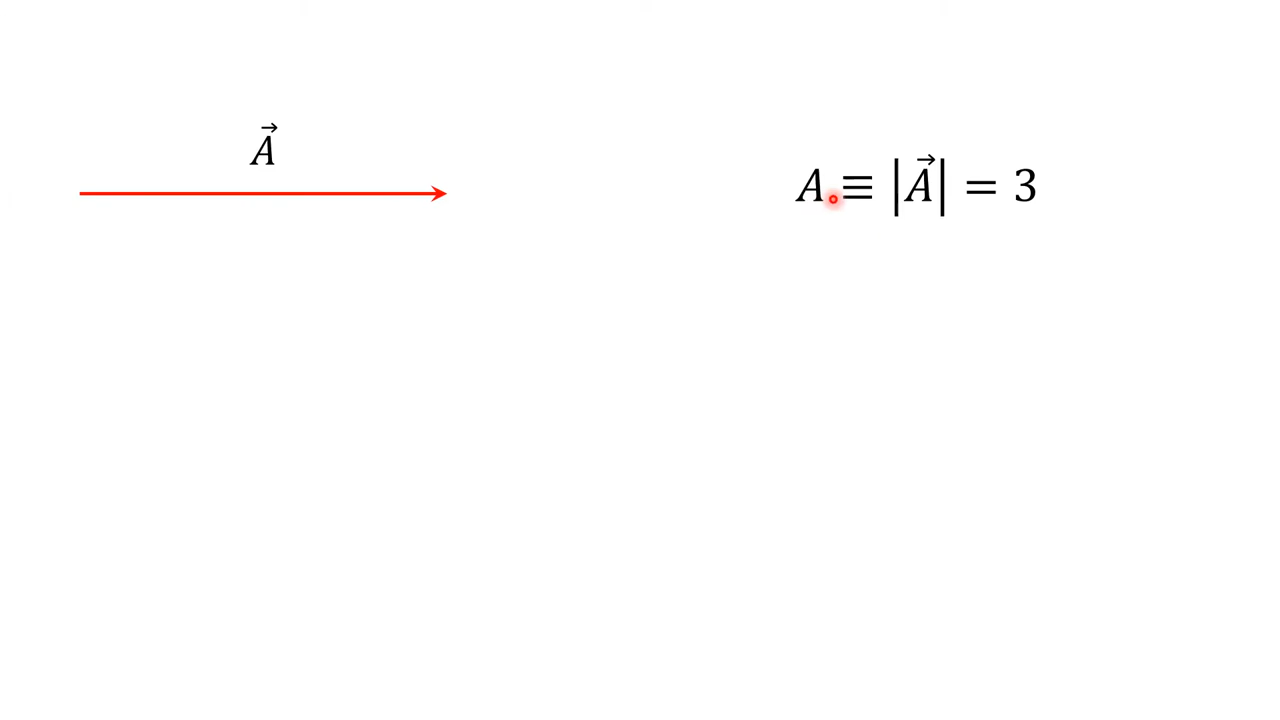 A⃗
A ≡ |A⃗| = 3